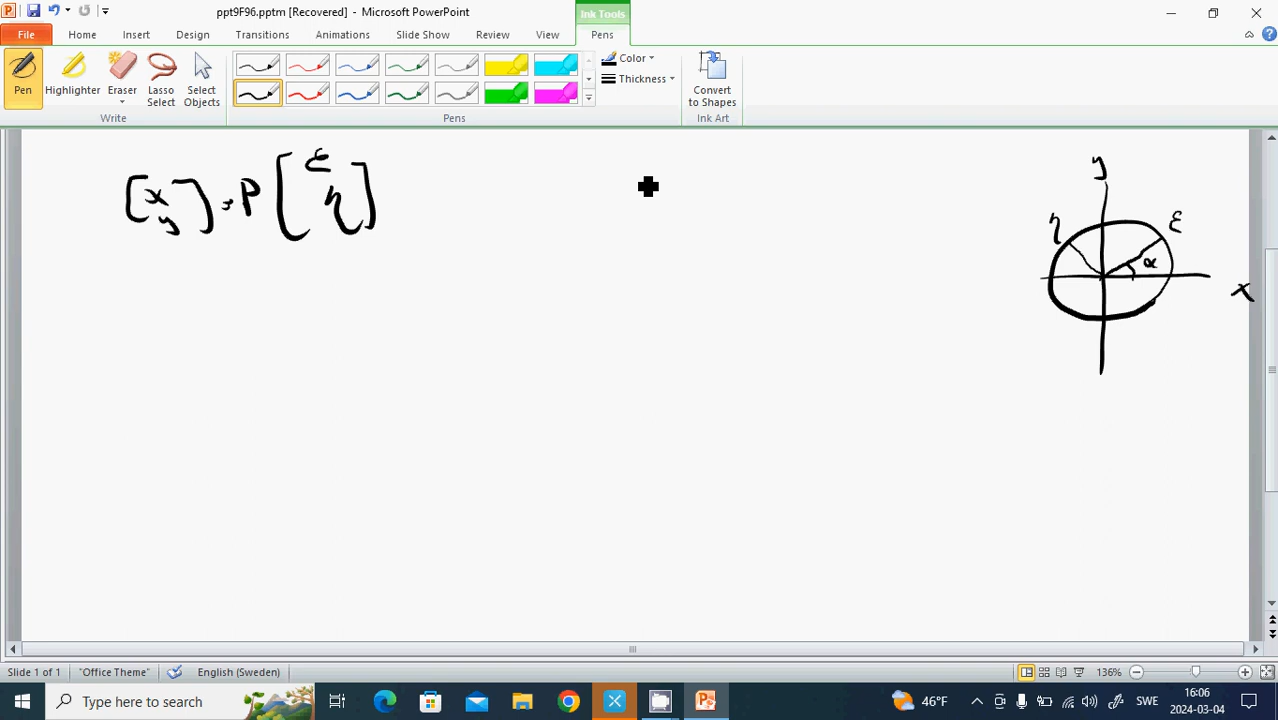 ppt9F96.pptm [Recovered] - Microsoft PowerPoint
Ink Tools
File Home Insert Design Transitions Animations Slide Show Review View Pens
Pen Highlighter Eraser Lasso Select Select Objects
Color
Thickness
Convert to Shapes
Write Pens Ink Art
[x y] = P [ε η]
y
η ε
α
x
Slide 1 of 1 "Office Theme" English (Sweden) 136%
Type here to search
46°F
SWE
16:06
2024-03-04